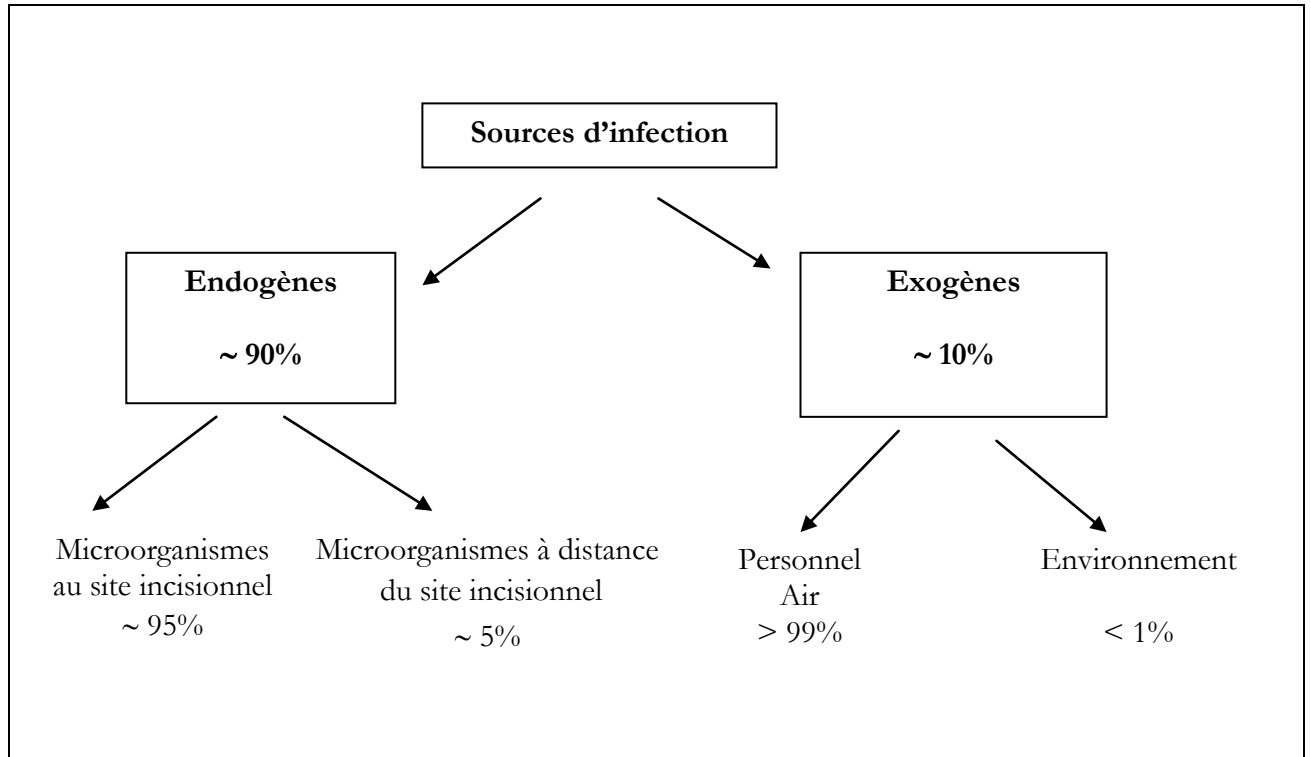 Sources d'infection
Endogènes
~ 90%
Exogènes
~ 10%
Microorganismes
au site incisionnel
~ 95%
Microorganismes à distance
du site incisionnel
~ 5%
Personnel
Air
> 99%
Environnement
< 1%